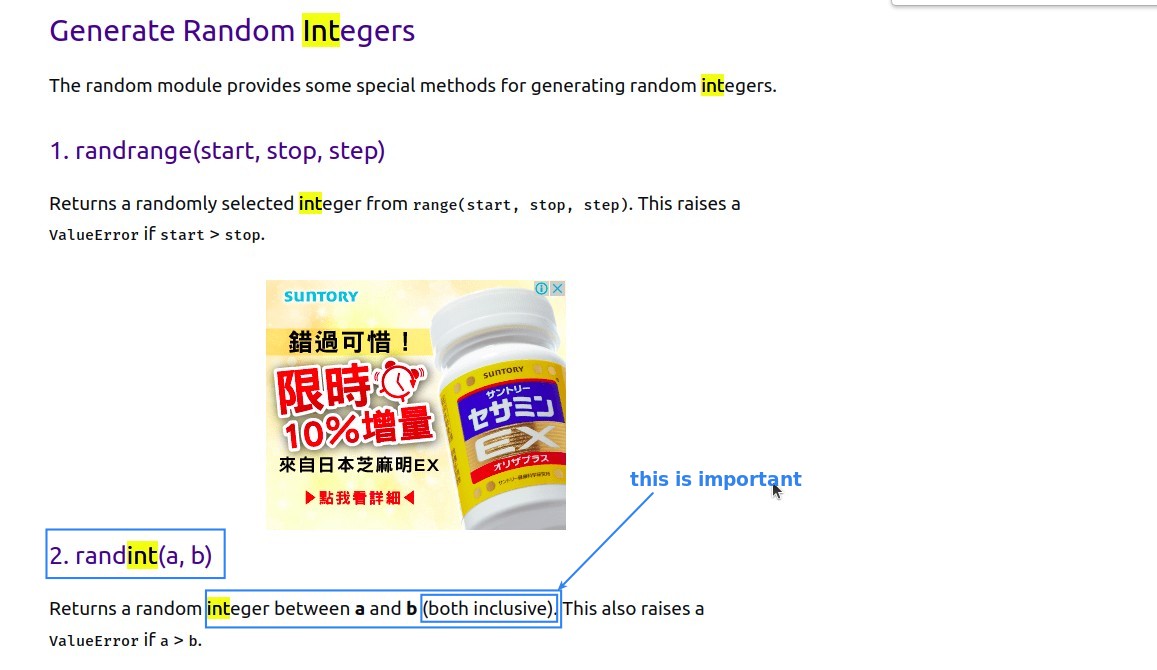 Generate Random Integers
The random module provides some special methods for generating random integers.
1. randrange(start, stop, step)
Returns a randomly selected integer from range(start, stop, step). This raises a
ValueError if start > stop.
SUNTORY
錯過可惜！
限時
10%增量
來自日本芝麻明EX
▶點我看詳細◀
SUNTORY
サントリー
セサミン
EX
オリザプラス
this is important
2. randint(a, b)
Returns a random integer between a and b (both inclusive). This also raises a
ValueError if a > b.